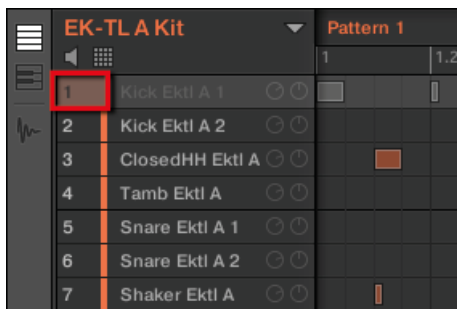 EK-TL A Kit Pattern 1
1 1.2
1 Kick Ektl A 1
2 Kick Ektl A 2
3 ClosedHH Ektl A
4 Tamb Ektl A
5 Snare Ektl A 1
6 Snare Ektl A 2
7 Shaker Ektl A